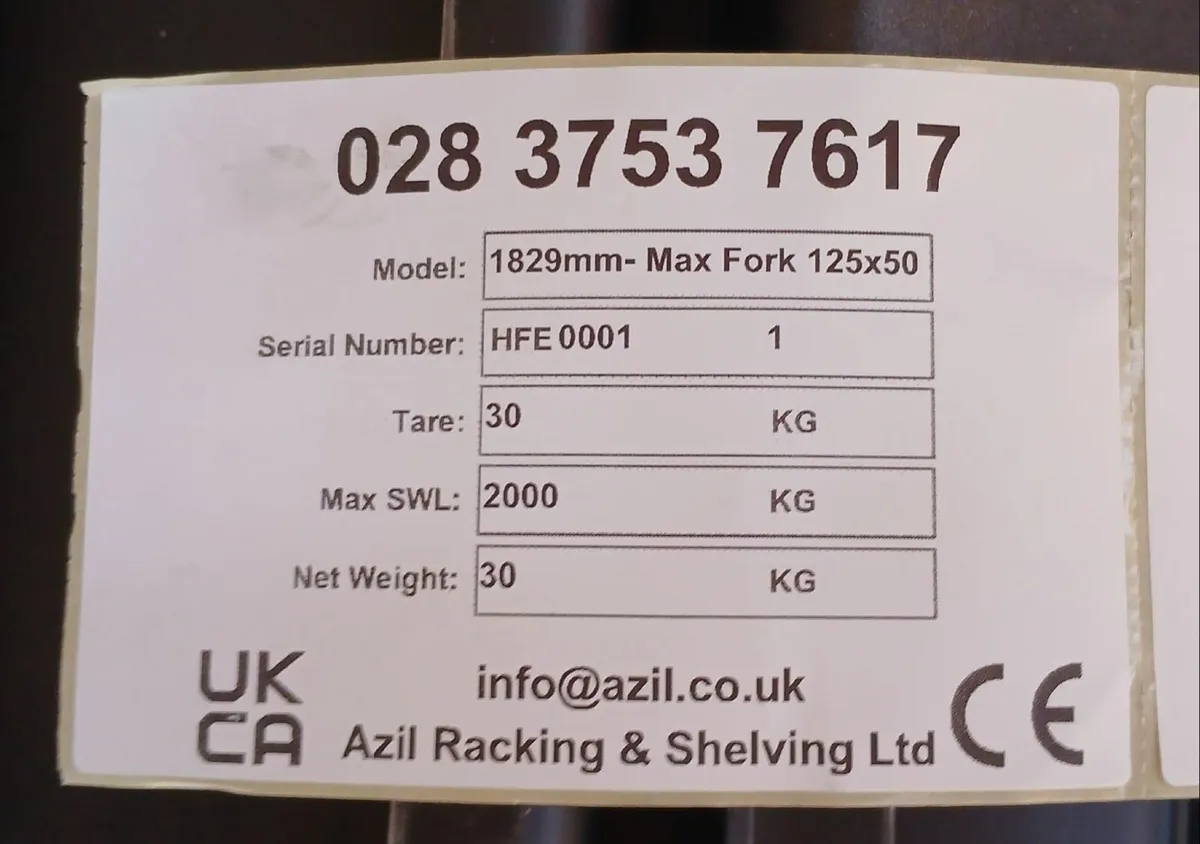 028 3753 7617
Model: 1829mm- Max Fork 125x50
Serial Number: HFE 0001 1
Tare: 30 KG
Max SWL: 2000 KG
Net Weight: 30 KG
UK
CA
info@azil.co.uk
Azil Racking & Shelving Ltd
CE